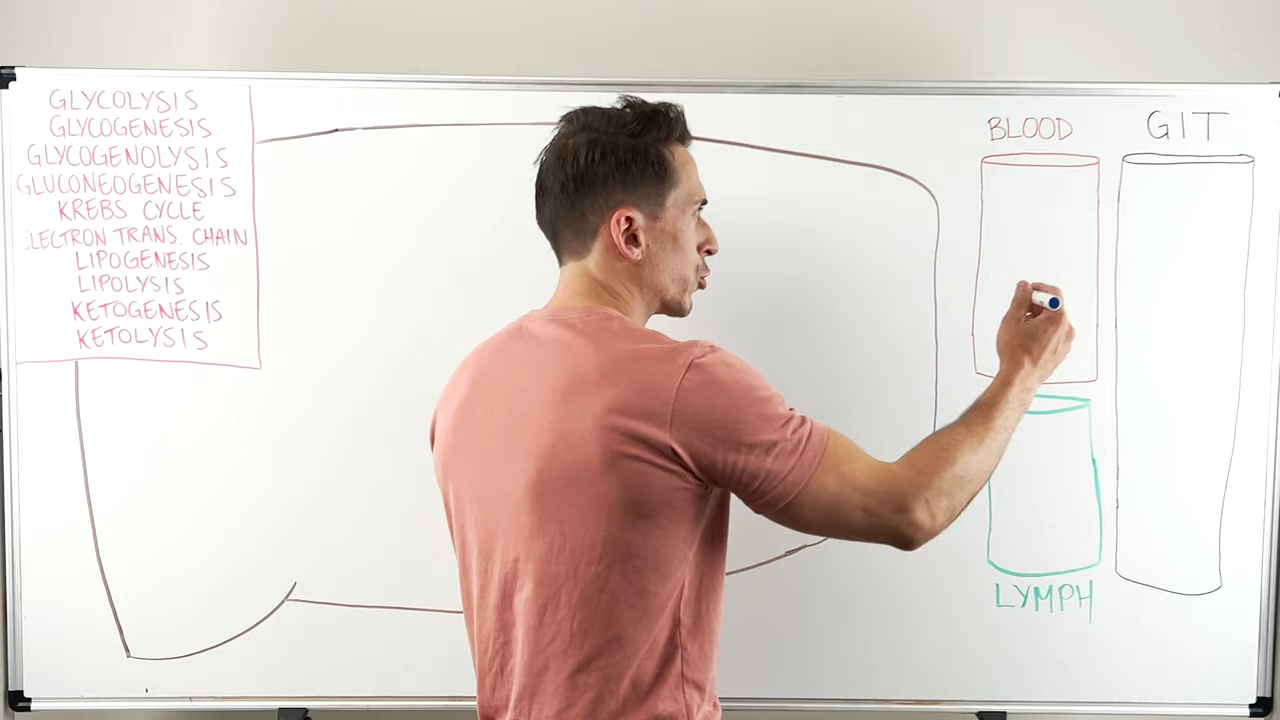 GLYCOLYSIS
GLYCOGENESIS
GLYCOGENOLYSIS
GLUCONEOGENESIS
KREBS CYCLE
ELECTRON TRANS. CHAIN
LIPOGENESIS
LIPOLYSIS
KETOGENESIS
KETOLYSIS
BLOOD
GIT
LYMPH